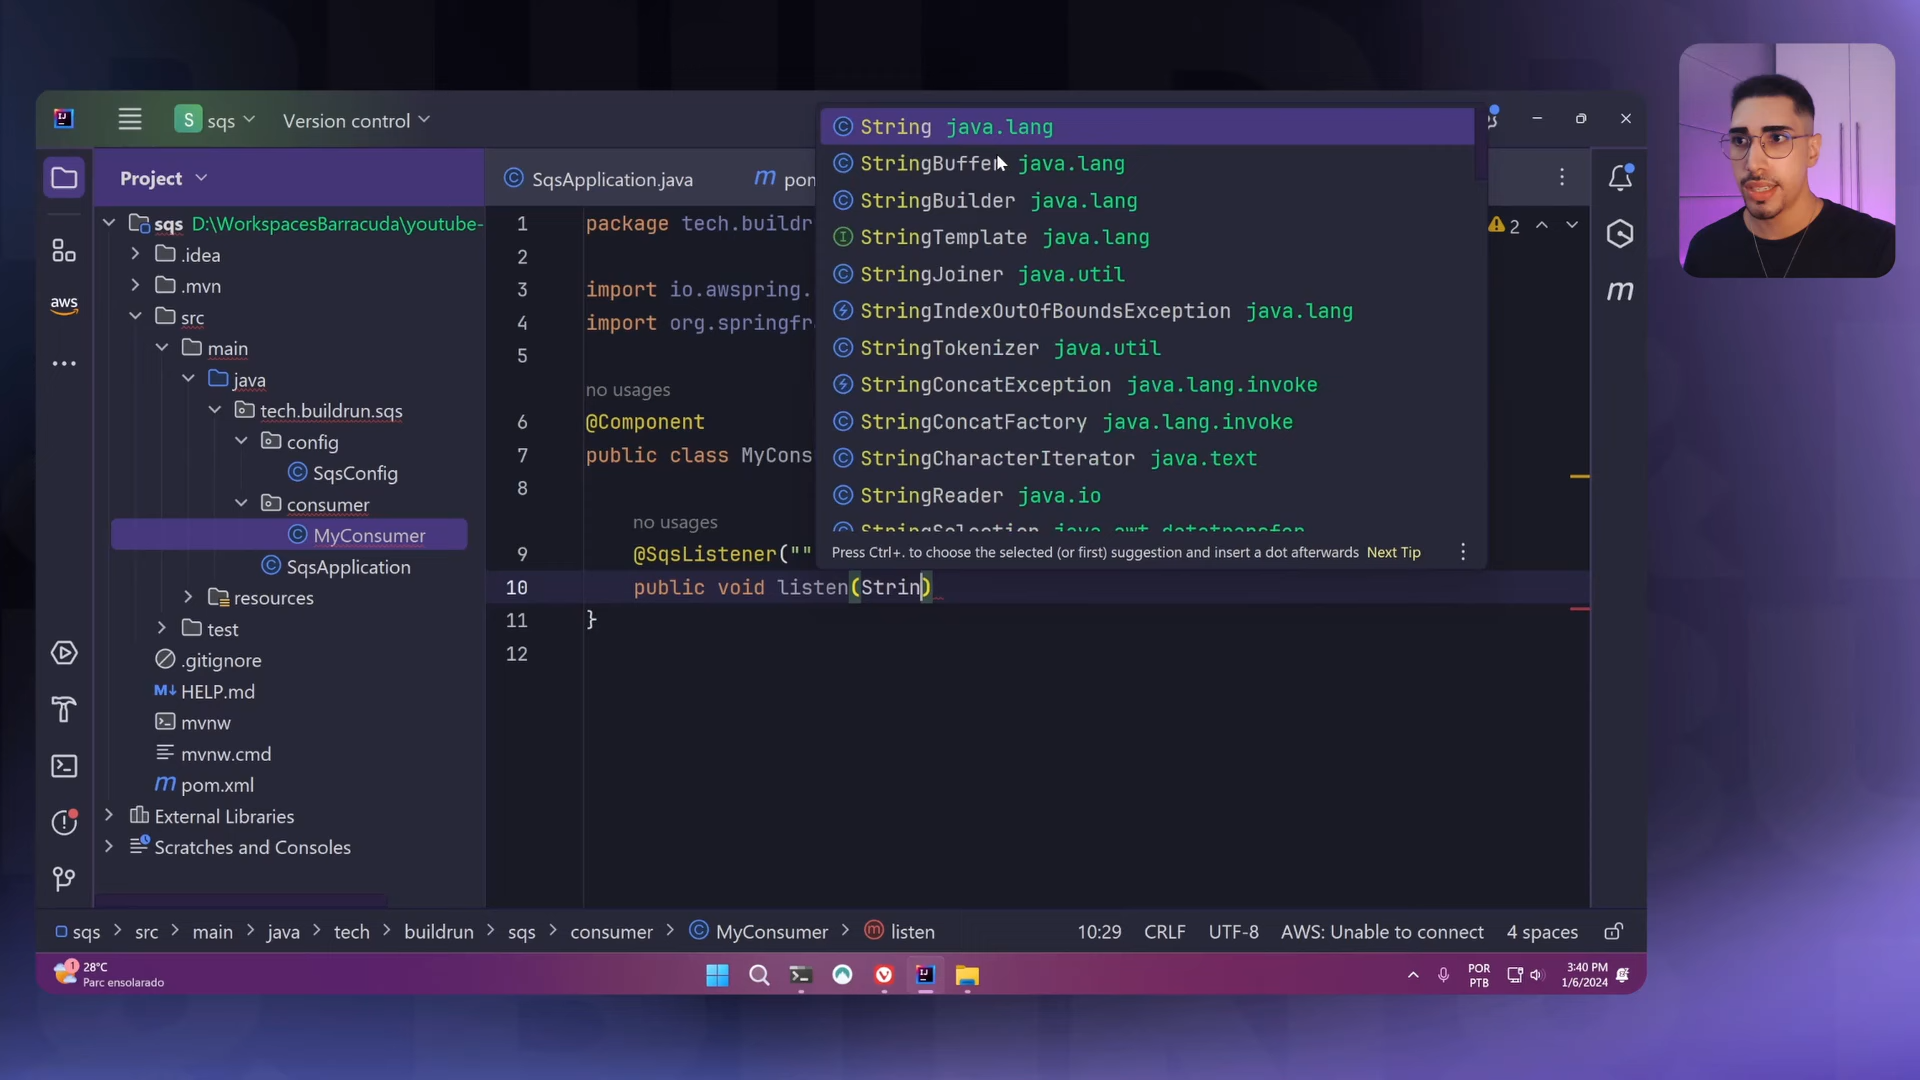 S sqs Version control
Project
SqsApplication.java
m pon
sqs D:\WorkspacesBarracuda\youtube-
.idea
.mvn
src
main
java
tech.buildrun.sqs
config
SqsConfig
consumer
MyConsumer
SqsApplication
resources
test
.gitignore
HELP.md
mvnw
mvnw.cmd
pom.xml
External Libraries
Scratches and Consoles
aws
1 package tech.buildr
2
3 import io.awspring.
4 import org.springfr
5
no usages
6 @Component
7 public class MyConsu
8
no usages
9 @SqsListener(""
10 public void listen(Strin)
11 }
12
String java.lang
StringBuffer java.lang
StringBuilder java.lang
StringTemplate java.lang
StringJoiner java.util
StringIndexOutOfBoundsException java.lang
StringTokenizer java.util
StringConcatException java.lang.invoke
StringConcatFactory java.lang.invoke
StringCharacterIterator java.text
StringReader java.io
StringSelection java.awt.datatransfer
Press Ctrl+. to choose the selected (or first) suggestion and insert a dot afterwards Next Tip
2
m
sqs > src > main > java > tech > buildrun > sqs > consumer > MyConsumer > listen
10:29 CRLF UTF-8 AWS: Unable to connect 4 spaces
1
28°C
Parc ensolarado
POR
PTB
3:40 PM
1/6/2024